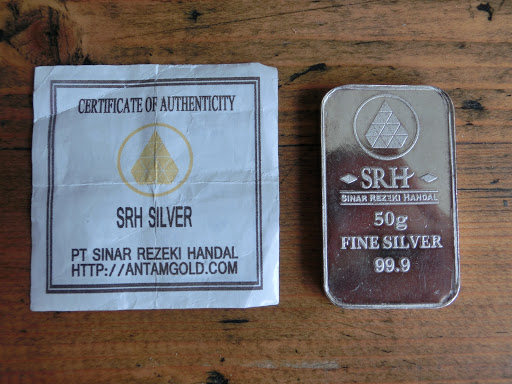 CERTIFICATE OF AUTHENTICITY
SRH SILVER
PT SINAR REZEKI HANDAL
HTTP://ANTAMGOLD.COM
SRH
SINAR REZEKI HANDAL
50g
FINE SILVER
99.9